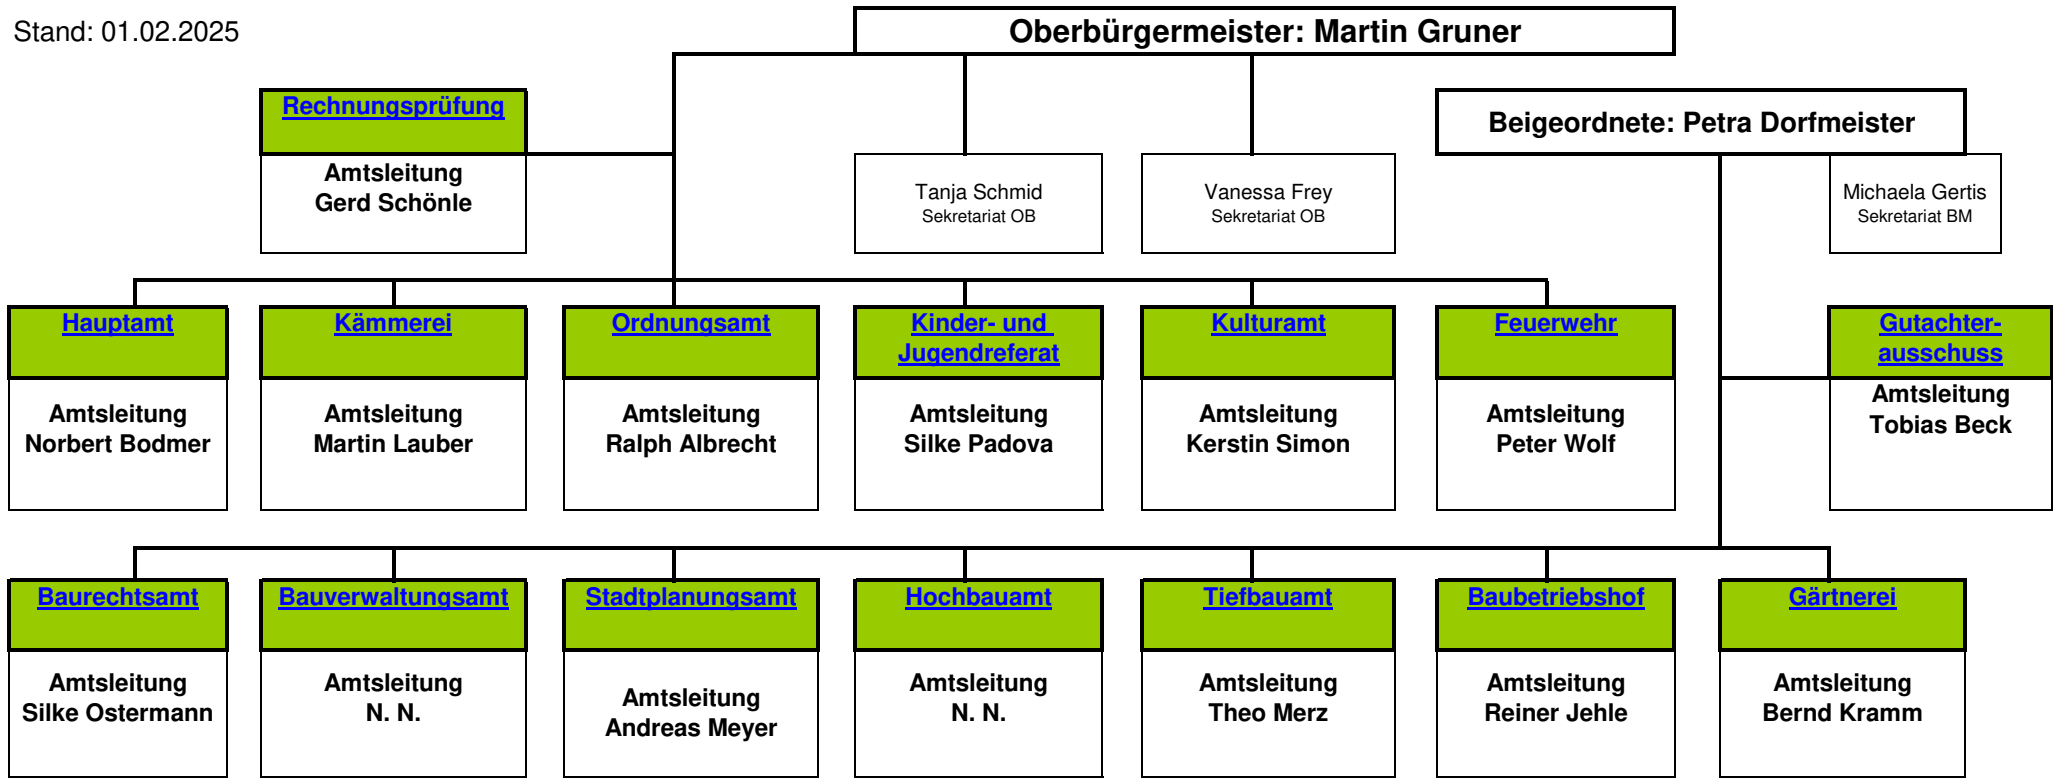 Stand: 01.02.2025
Oberbürgermeister: Martin Gruner
Rechnungsprüfung
Amtsleitung
Gerd Schönle
Beigeordnete: Petra Dorfmeister
Tanja Schmid
Sekretariat OB
Vanessa Frey
Sekretariat OB
Michaela Gertis
Sekretariat BM
Hauptamt
Amtsleitung
Norbert Bodmer
Kämmerei
Amtsleitung
Martin Lauber
Ordnungsamt
Amtsleitung
Ralph Albrecht
Kinder- und
Jugendreferat
Amtsleitung
Silke Padova
Kulturamt
Amtsleitung
Kerstin Simon
Feuerwehr
Amtsleitung
Peter Wolf
Gutachter-
ausschuss
Amtsleitung
Tobias Beck
Baurechtsamt
Amtsleitung
Silke Ostermann
Bauverwaltungsamt
Amtsleitung
N. N.
Stadtplanungsamt
Amtsleitung
Andreas Meyer
Hochbauamt
Amtsleitung
N. N.
Tiefbauamt
Amtsleitung
Theo Merz
Baubetriebshof
Amtsleitung
Reiner Jehle
Gärtnerei
Amtsleitung
Bernd Kramm